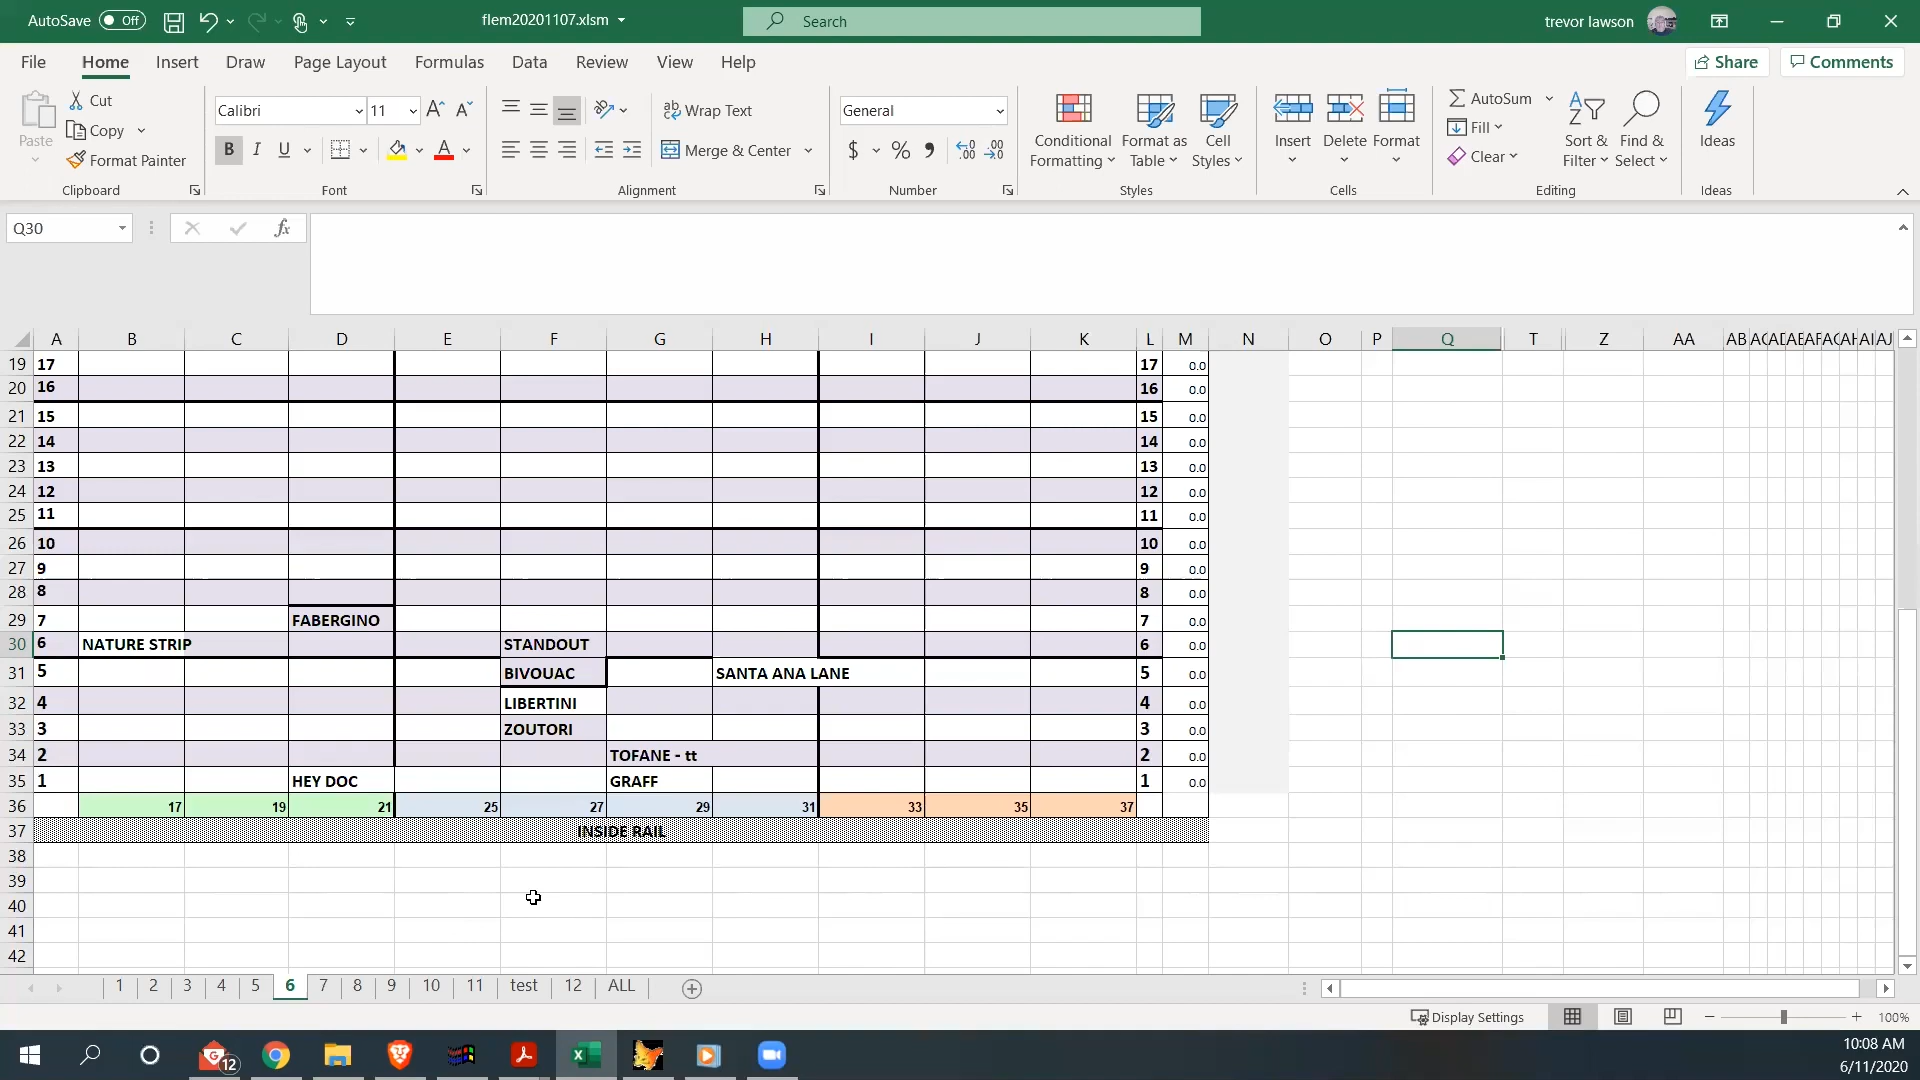 AutoSave Off flem20201107.xlsm Search trevor lawson
File Home Insert Draw Page Layout Formulas Data Review View Help Share Comments
Paste Cut Copy Format Painter Clipboard
Calibri 11 B I U Font
Wrap Text Merge & Center Alignment
General $ % Number
Conditional Formatting Format as Table Cell Styles Styles
Insert Delete Format Cells
AutoSum Fill Clear Sort & Filter Find & Select Editing
Ideas Ideas
Q30 fx
A B C D E F G H I J K L M N O P Q T Z AA AB
19 17 17 0.0
20 16 16 0.0
21 15 15 0.0
22 14 14 0.0
23 13 13 0.0
24 12 12 0.0
25 11 11 0.0
26 10 10 0.0
27 9 9 0.0
28 8 8 0.0
29 7 FABERGINO 7 0.0
30 6 NATURE STRIP STANDOUT 6 0.0
31 5 BIVOUAC SANTA ANA LANE 5 0.0
32 4 LIBERTINI 4 0.0
33 3 ZOUTORI 3 0.0
34 2 TOFANE - tt 2 0.0
35 1 HEY DOC GRAFF 1 0.0
36 17 19 21 25 27 29 31 33 35 37
37 INSIDE RAIL
38
39
40
41
42
1 2 3 4 5 6 7 8 9 10 11 test 12 ALL
Display Settings 100%
12
10:08 AM
6/11/2020